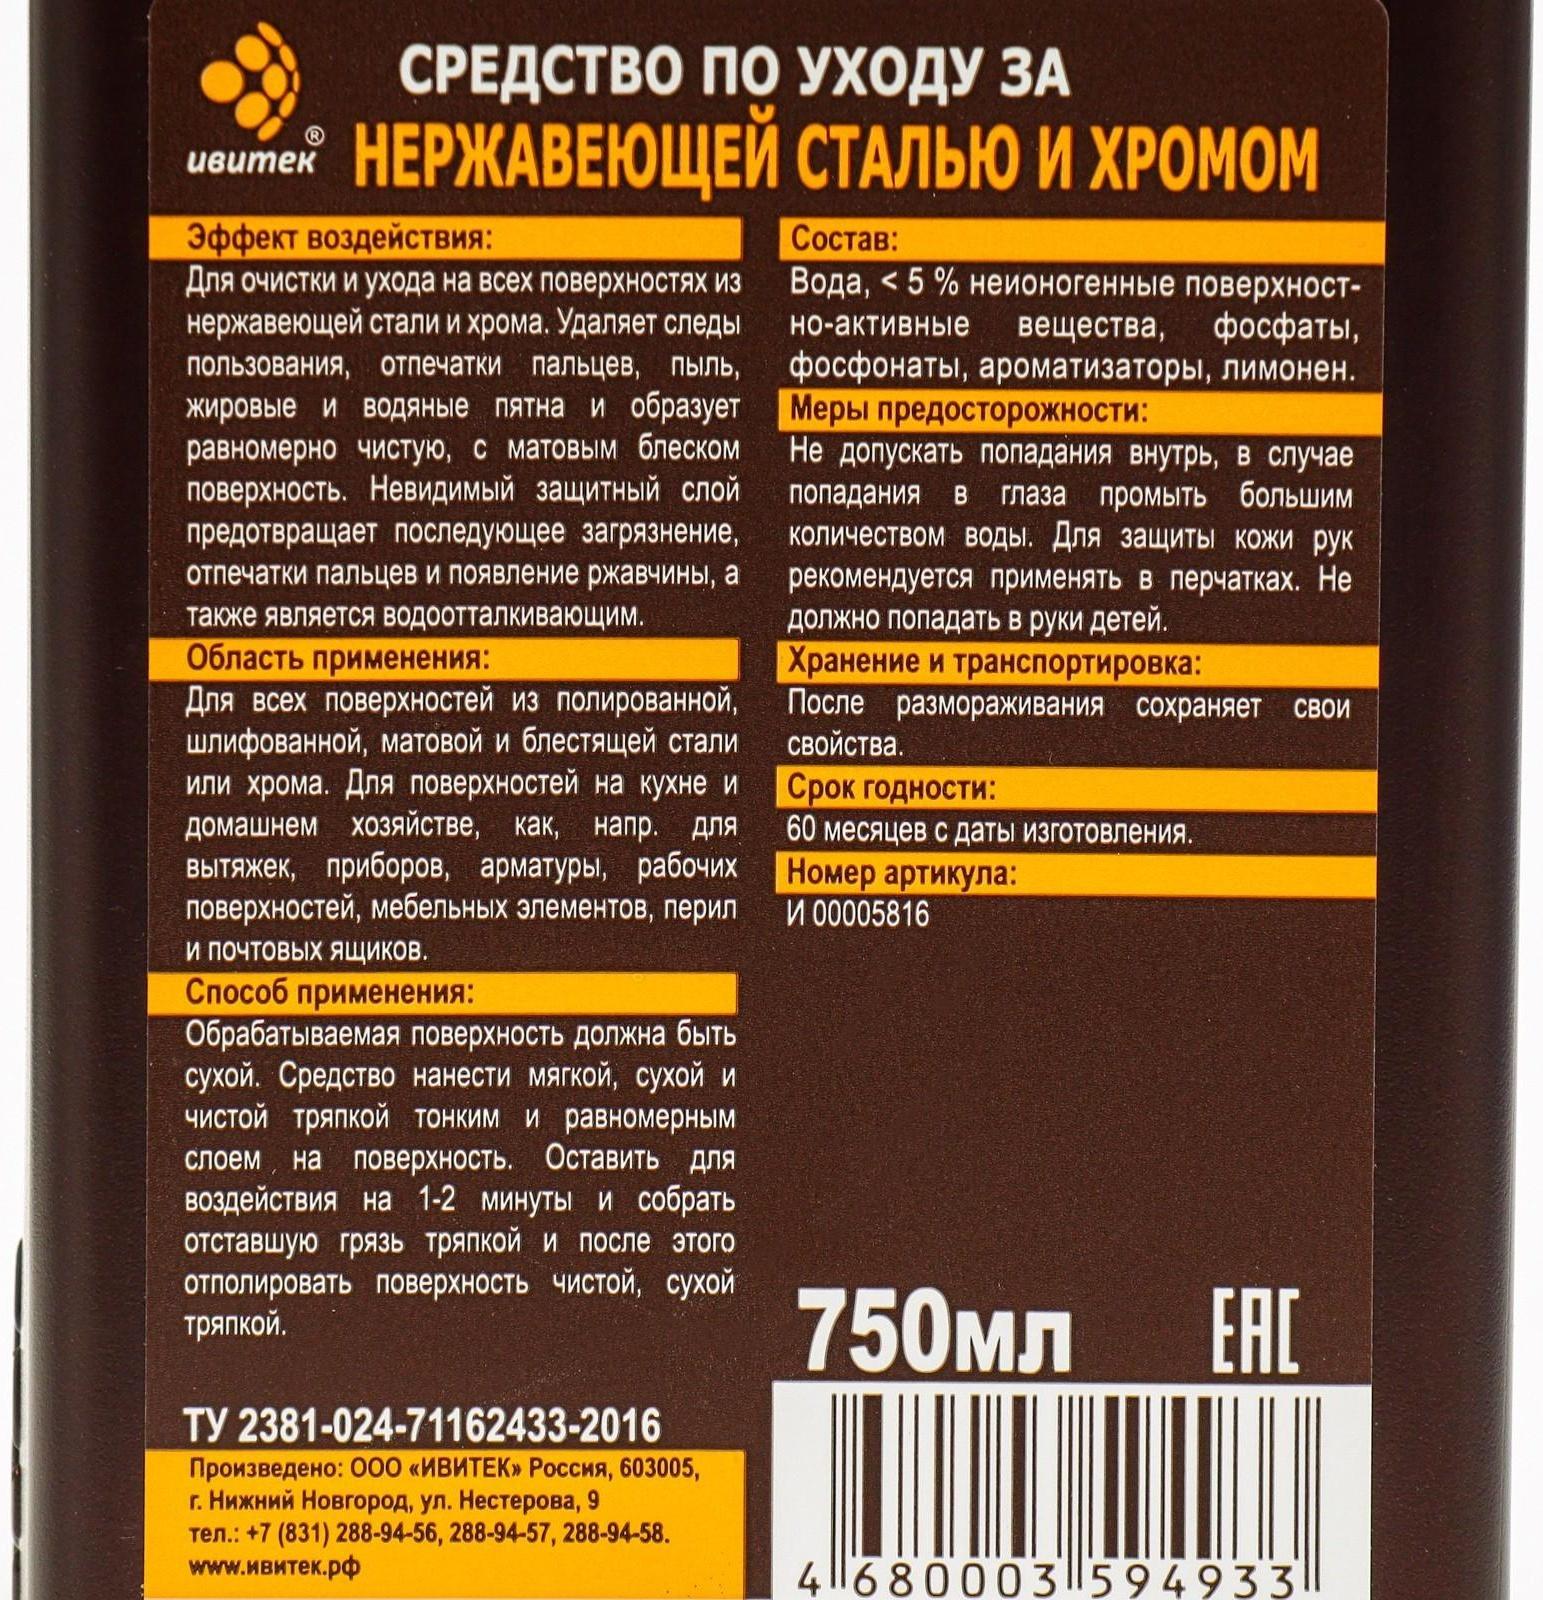 ивитек®
СРЕДСТВО ПО УХОДУ ЗА
НЕРЖАВЕЮЩЕЙ СТАЛЬЮ И ХРОМОМ
Эффект воздействия:
Для очистки и ухода на всех поверхностях из
нержавеющей стали и хрома. Удаляет следы
пользования, отпечатки пальцев, пыль,
жировые и водяные пятна и образует
равномерно чистую, с матовым блеском
поверхность. Невидимый защитный слой
предотвращает последующее загрязнение,
отпечатки пальцев и появление ржавчины, а
также является водоотталкивающим.
Область применения:
Для всех поверхностей из полированной,
шлифованной, матовой и блестящей стали
или хрома. Для поверхностей на кухне и
домашнем хозяйстве, как, напр. для
вытяжек, приборов, арматуры, рабочих
поверхностей, мебельных элементов, перил
и почтовых ящиков.
Способ применения:
Обрабатываемая поверхность должна быть
сухой. Средство нанести мягкой, сухой и
чистой тряпкой тонким и равномерным
слоем на поверхность. Оставить для
воздействия на 1-2 минуты и собрать
отставшую грязь тряпкой и после этого
отполировать поверхность чистой, сухой
тряпкой.
ТУ 2381-024-71162433-2016
Произведено: ООО «ИВИТЕК» Россия, 603005,
г. Нижний Новгород, ул. Нестерова, 9
тел.: +7 (831) 288-94-56, 288-94-57, 288-94-58.
www.ивитек.рф
Состав:
Вода, < 5 % неионогенные поверхност-
но-активные вещества, фосфаты,
фосфонаты, ароматизаторы, лимонен.
Меры предосторожности:
Не допускать попадания внутрь, в случае
попадания в глаза промыть большим
количеством воды. Для защиты кожи рук
рекомендуется применять в перчатках. Не
должно попадать в руки детей.
Хранение и транспортировка:
После размораживания сохраняет свои
свойства.
Срок годности:
60 месяцев с даты изготовления.
Номер артикула:
И 00005816
750мл
EAC
4 680003 594933